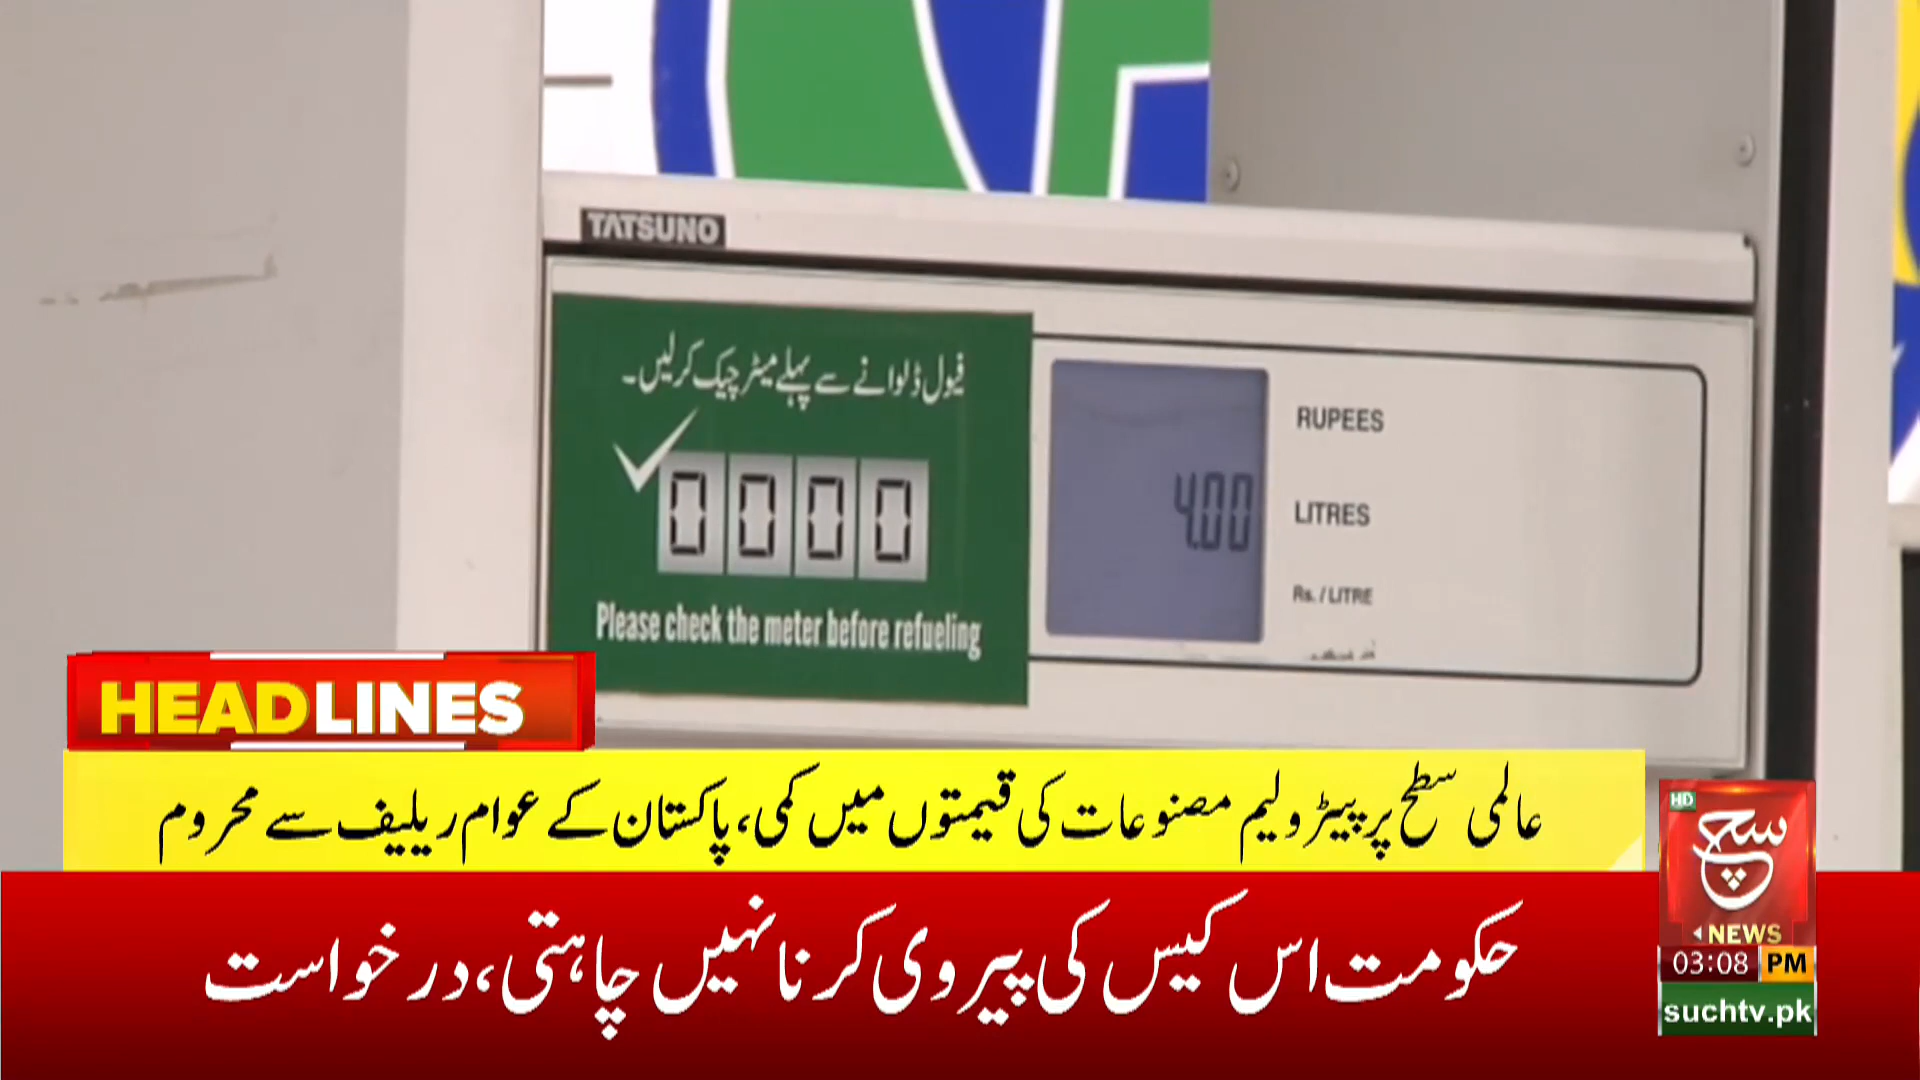 TATSUNO
فیول ڈلوانے سے پہلے میٹر چیک کرلیں۔
0000
Please check the meter before refueling
RUPEES
4.00
LITRES
Rs. / LITRE
HEADLINES
عالمی سطح پر پیٹرولیم مصنوعات کی قیمتوں میں کمی، پاکستان کے عوام ریلیف سے محروم
حکومت اس کیس کی پیروی کرنا نہیں چاہتی، درخواست
HD
سچ
NEWS
03:08 PM
suchtv.pk